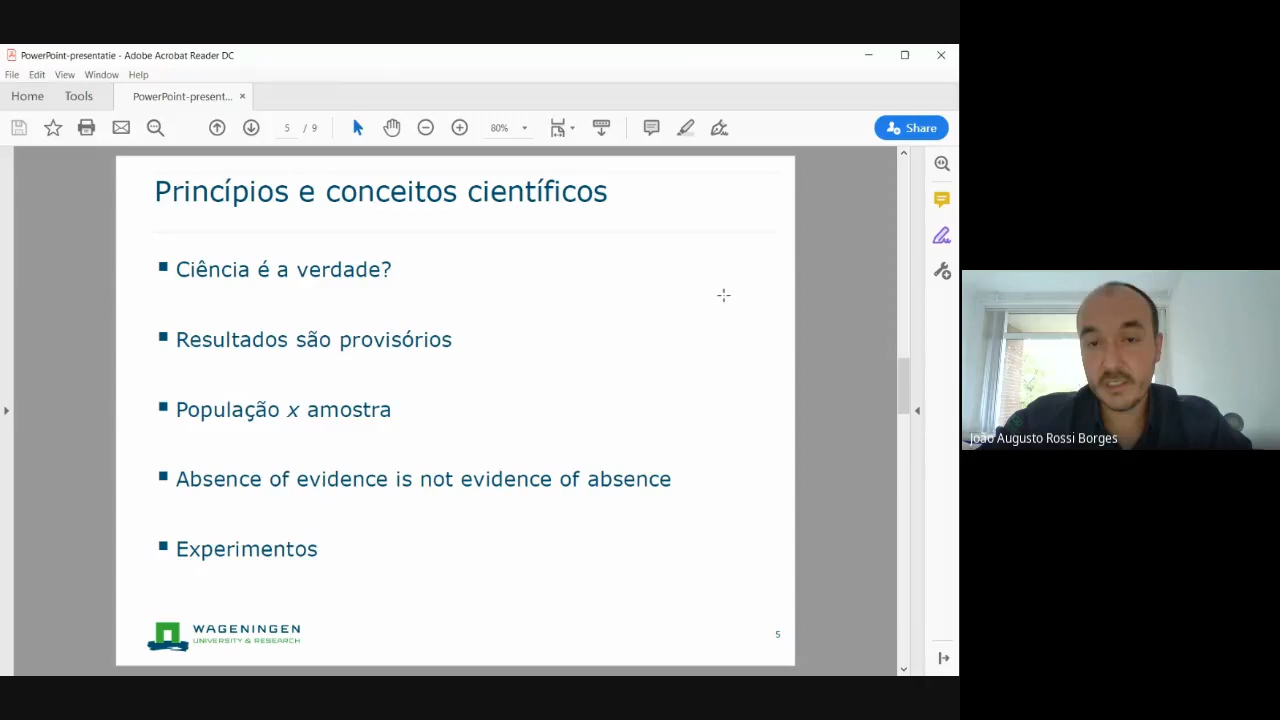 PowerPoint-presentatie - Adobe Acrobat Reader DC
File Edit View Window Help
Home Tools PowerPoint-present... ×
5 / 9 80% Share
Princípios e conceitos científicos
Ciência é a verdade?
Resultados são provisórios
População x amostra
Absence of evidence is not evidence of absence
Experimentos
WAGENINGEN
UNIVERSITY & RESEARCH
5
João Augusto Rossi Borges